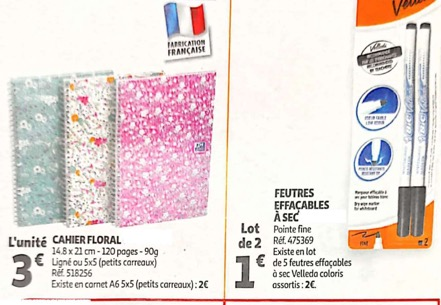 FABRICATION
FRANÇAISE
L'unité
3€
CAHIER FLORAL
14.8 x 21 cm - 120 pages - 90g
Ligné ou 5x5 (petits carreaux)
Réf. 518256
Existe en carnet A6 5x5 (petits carreaux) : 2€
Velleda
Lot
de 2
1€
FEUTRES
EFFAÇABLES
À SEC
Pointe fine
Réf. 475369
Existe en lot
de 5 feutres effaçables
à sec Velleda coloris
assortis : 2€.